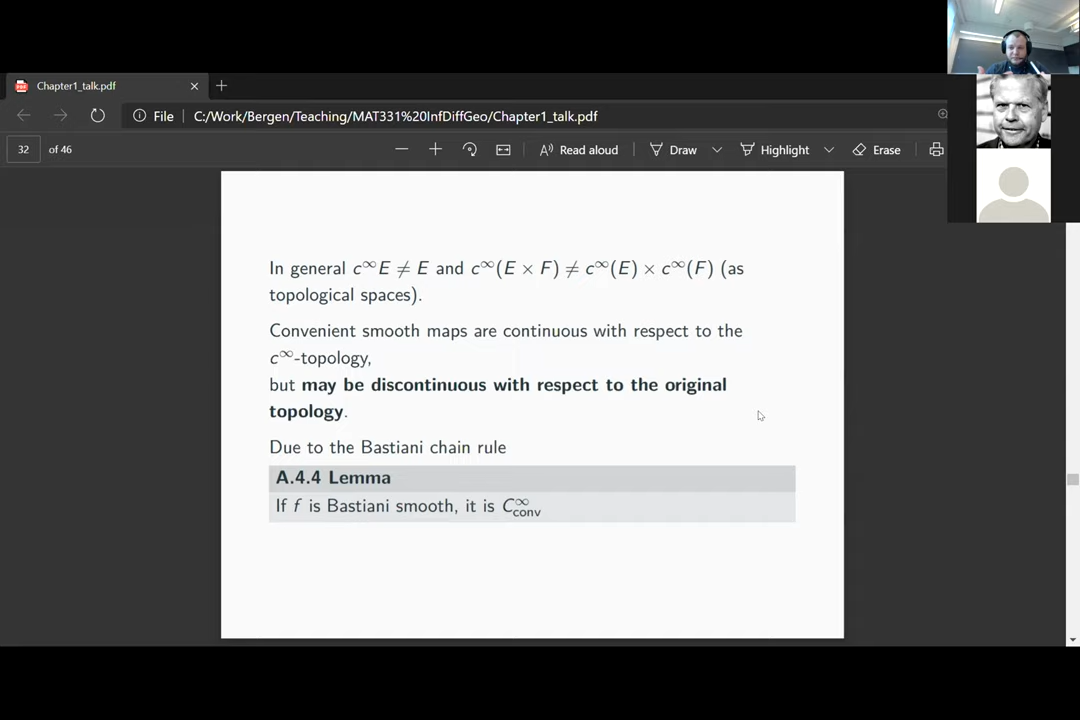 Chapter1_talk.pdf
File | C:/Work/Bergen/Teaching/MAT331%20InfDiffGeo/Chapter1_talk.pdf
32 of 46 Read aloud Draw Highlight Erase
In general c∞E ≠ E and c∞(E × F) ≠ c∞(E) × c∞(F) (as
topological spaces).
Convenient smooth maps are continuous with respect to the
c∞-topology,
but may be discontinuous with respect to the original
topology.
Due to the Bastiani chain rule
A.4.4 Lemma
If f is Bastiani smooth, it is C∞conv